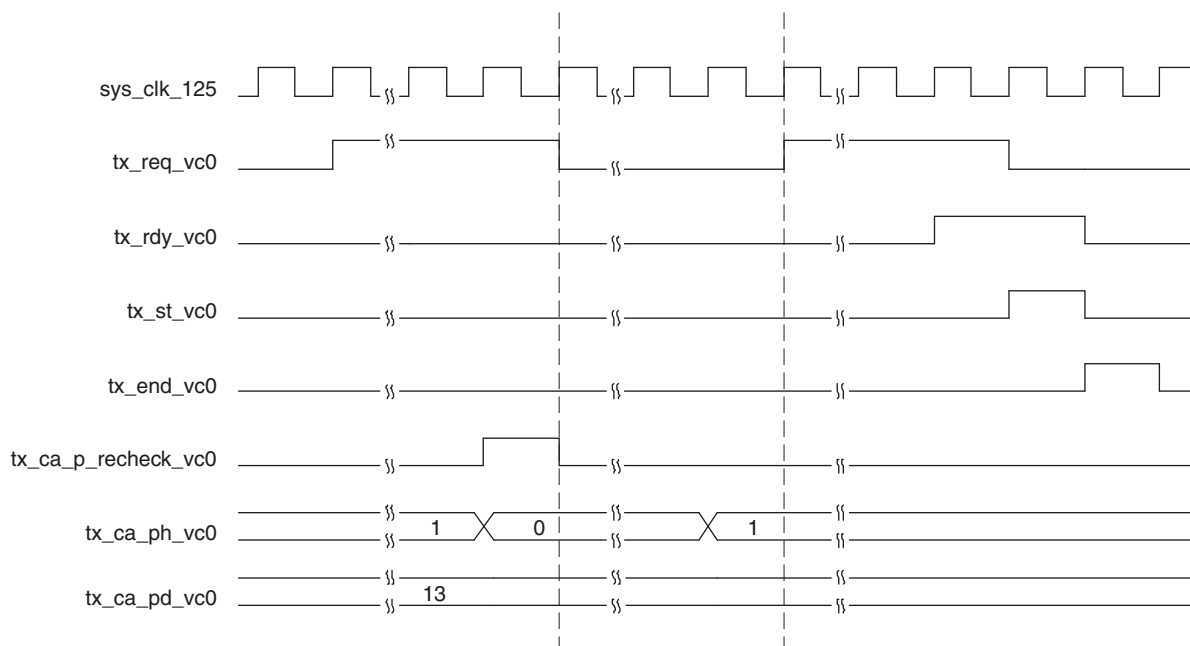 sys_clk_125
tx_req_vc0
tx_rdy_vc0
tx_st_vc0
tx_end_vc0
tx_ca_p_recheck_vc0
tx_ca_ph_vc0 1 0 1
tx_ca_pd_vc0 13